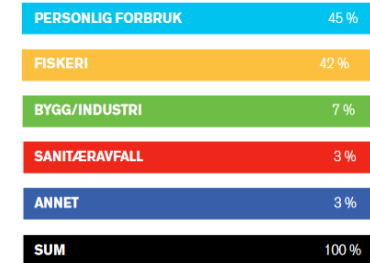 PERSONLIG FORBRUK 45 %
FISKERI 42 %
BYGG/INDUSTRI 7 %
SANITÆRAVFALL 3 %
ANNET 3 %
SUM 100 %